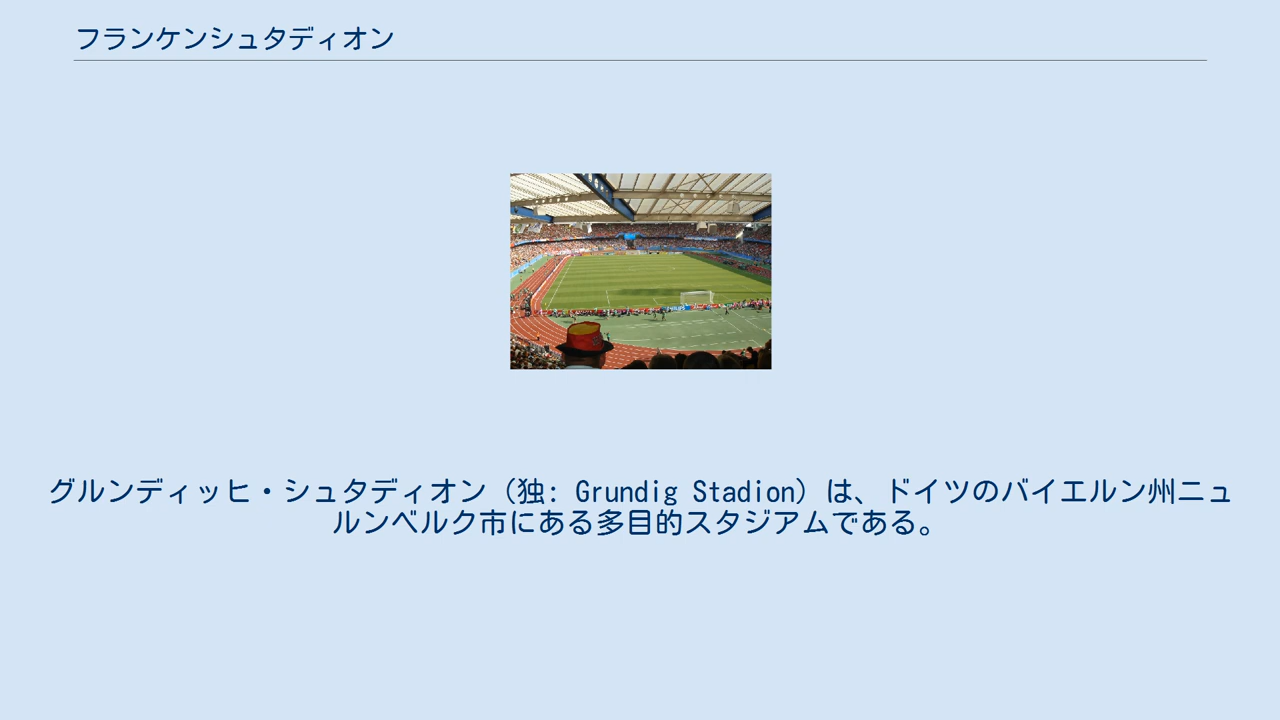 フランケンシュタディオン
グルンディッヒ・シュタディオン（独: Grundig Stadion）は、ドイツのバイエルン州ニュ
ルンベルク市にある多目的スタジアムである。